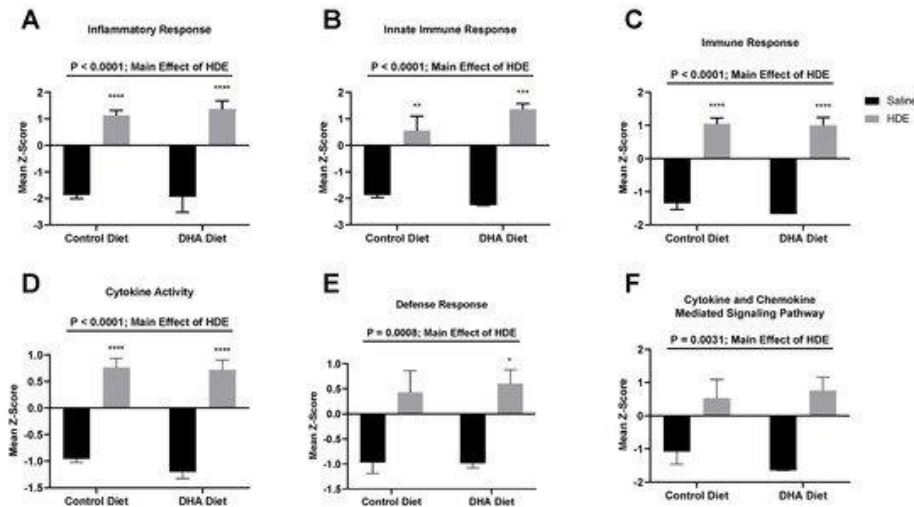 A
Inflammatory Response
P < 0.0001; Main Effect of HDE
****
****
Mean Z-Score
2
1
0
-1
-2
-3
Control Diet DHA Diet
B
Innate Immune Response
P < 0.0001; Main Effect of HDE
**
***
Mean Z-Score
2
1
0
-1
-2
-3
Control Diet DHA Diet
C
Immune Response
P < 0.0001; Main Effect of HDE
****
****
Mean Z-Score
2
1
0
-1
-2
Control Diet DHA Diet
Saline
HDE
D
Cytokine Activity
P < 0.0001; Main Effect of HDE
****
****
Mean Z-Score
1.0
0.5
0.0
-0.5
-1.0
-1.5
Control Diet DHA Diet
E
Defense Response
P = 0.0008; Main Effect of HDE
*
Mean Z-Score
1.0
0.5
0.0
-0.5
-1.0
-1.5
Control Diet DHA Diet
F
Cytokine and Chemokine
Mediated Signaling Pathway
P = 0.0031; Main Effect of HDE
Mean Z-Score
2
1
0
-1
-2
Control Diet DHA Diet